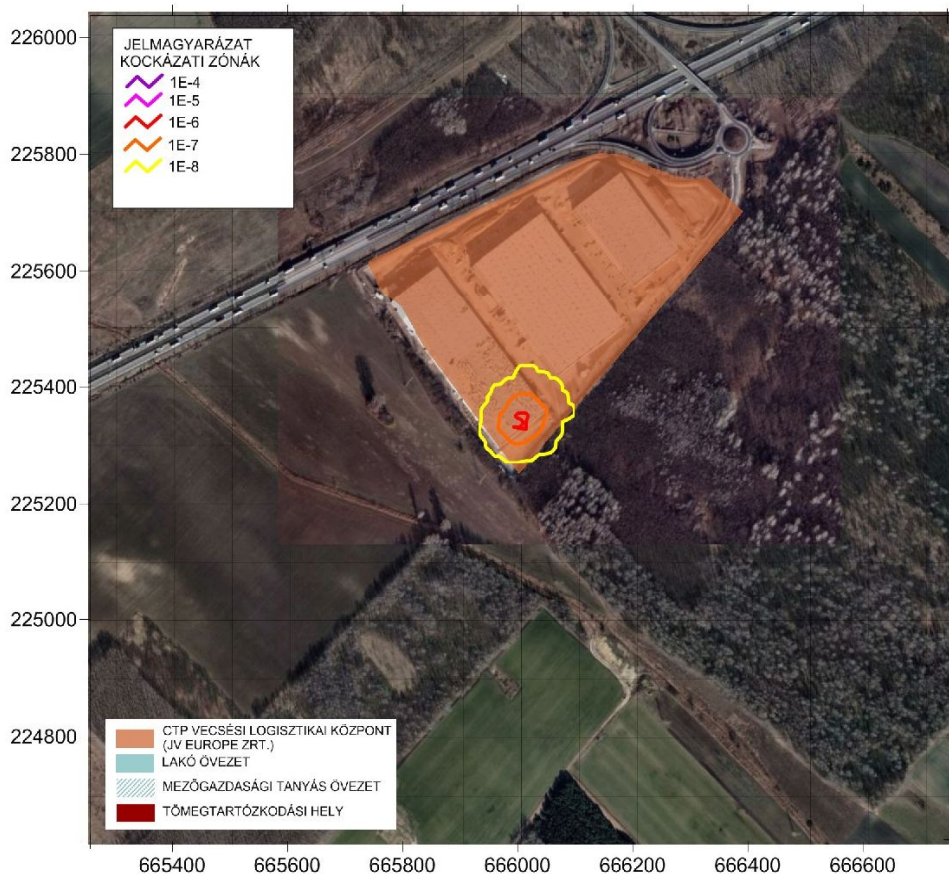 226000
225800
225600
225400
225200
225000
224800
JELMAGYARÁZAT
KOCKÁZATI ZÓNÁK
1E-4
1E-5
1E-6
1E-7
1E-8
CTP VECSÉSI LOGISZTIKAI KÖZPONT
(JV EUROPE ZRT.)
LAKÓ ÖVEZET
MEZŐGAZDASÁGI TANYÁS ÖVEZET
TÖMEGTARTÓZKODÁSI HELY
665400 665600 665800 666000 666200 666400 666600